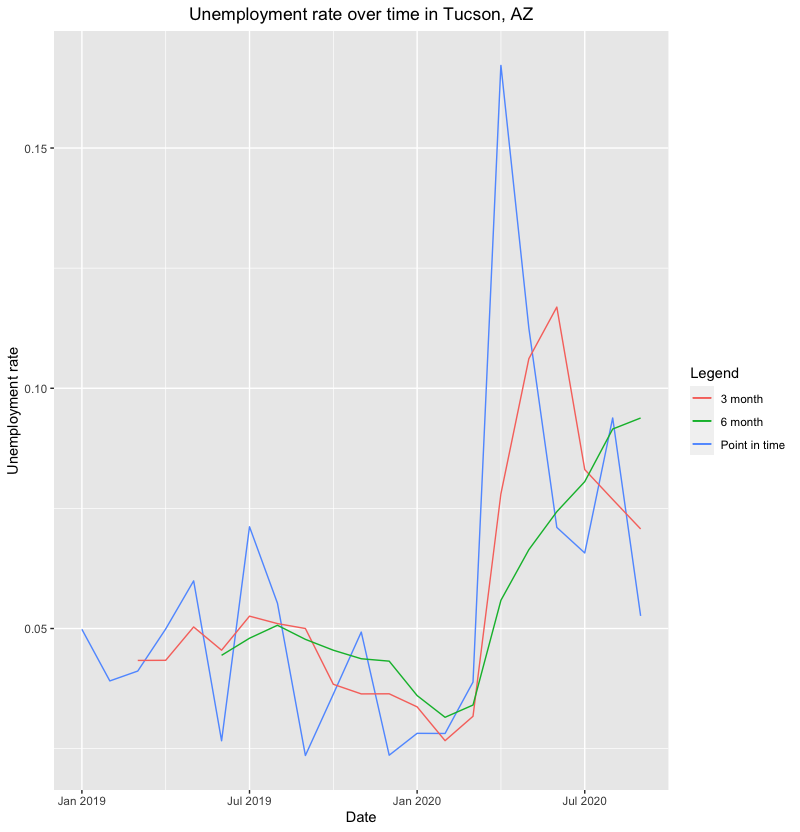 Unemployment rate over time in Tucson, AZ
Unemployment rate
0.15
0.10
0.05
Jan 2019
Jul 2019
Jan 2020
Jul 2020
Date
Legend
3 month
6 month
Point in time